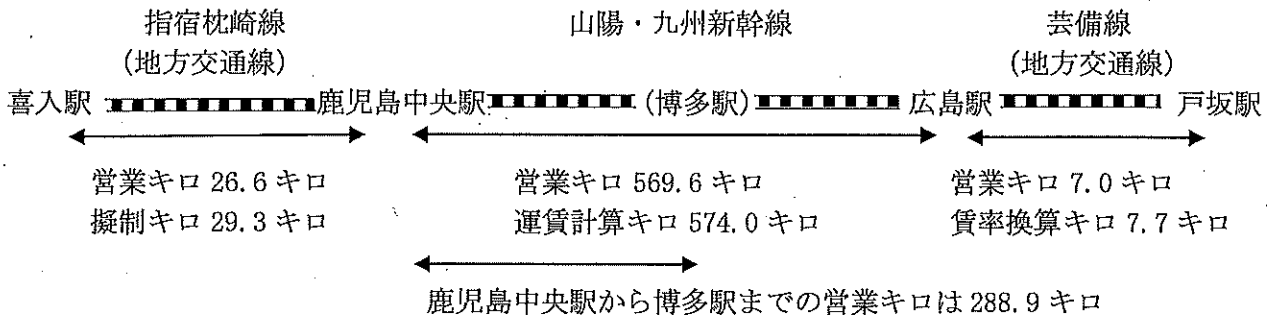 指宿枕崎線 山陽・九州新幹線 芸備線
(地方交通線) (地方交通線)
喜入駅 鹿児島中央駅 (博多駅) 広島駅 戸坂駅
営業キロ 26.6 キロ 営業キロ 569.6 キロ 営業キロ 7.0 キロ
擬制キロ 29.3 キロ 運賃計算キロ 574.0 キロ 賃率換算キロ 7.7 キロ
鹿児島中央駅から博多駅までの営業キロは 288.9 キロ